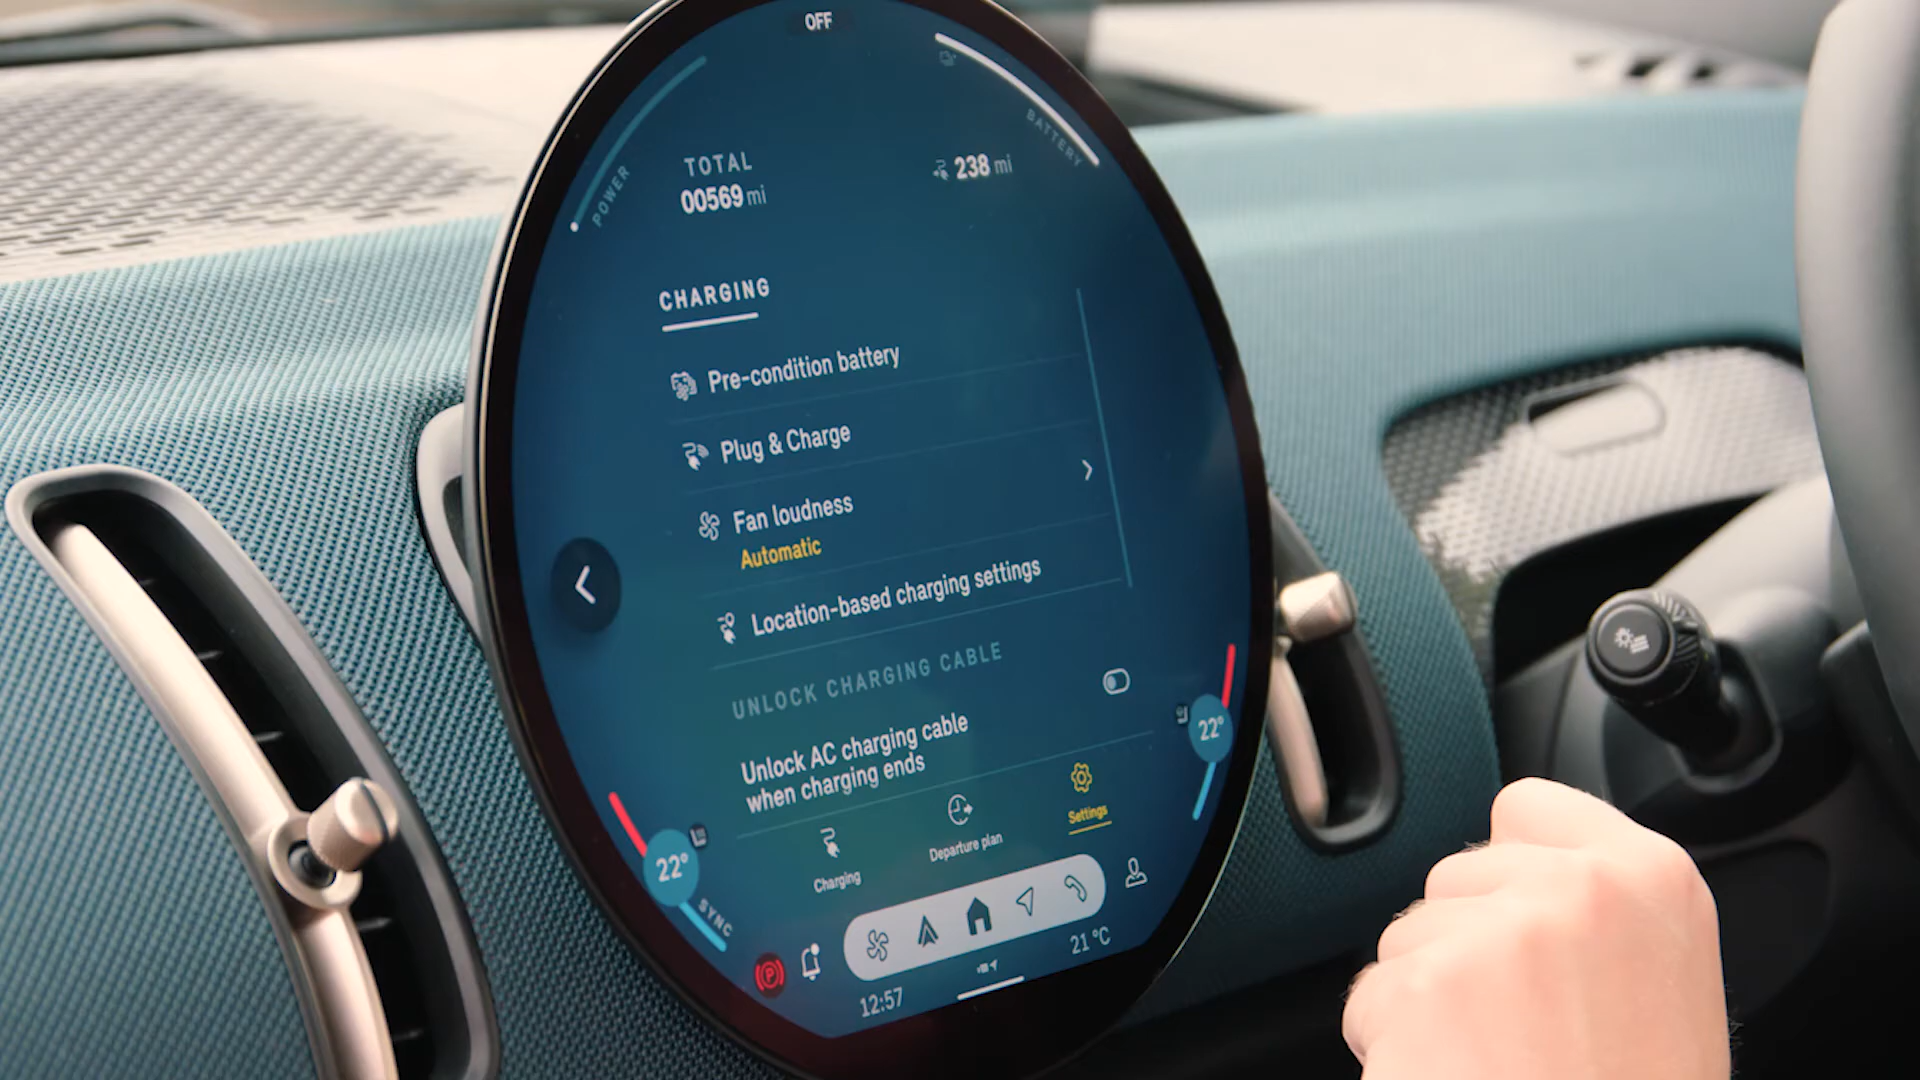 OFF
POWER
BATTERY
TOTAL
00569 mi
238 mi
CHARGING
Pre-condition battery
Plug & Charge
Fan loudness
Automatic
Location-based charging settings
UNLOCK CHARGING CABLE
Unlock AC charging cable
when charging ends
22°
22°
SYNC
Charging
Departure plan
Settings
P
12:57
21 °C